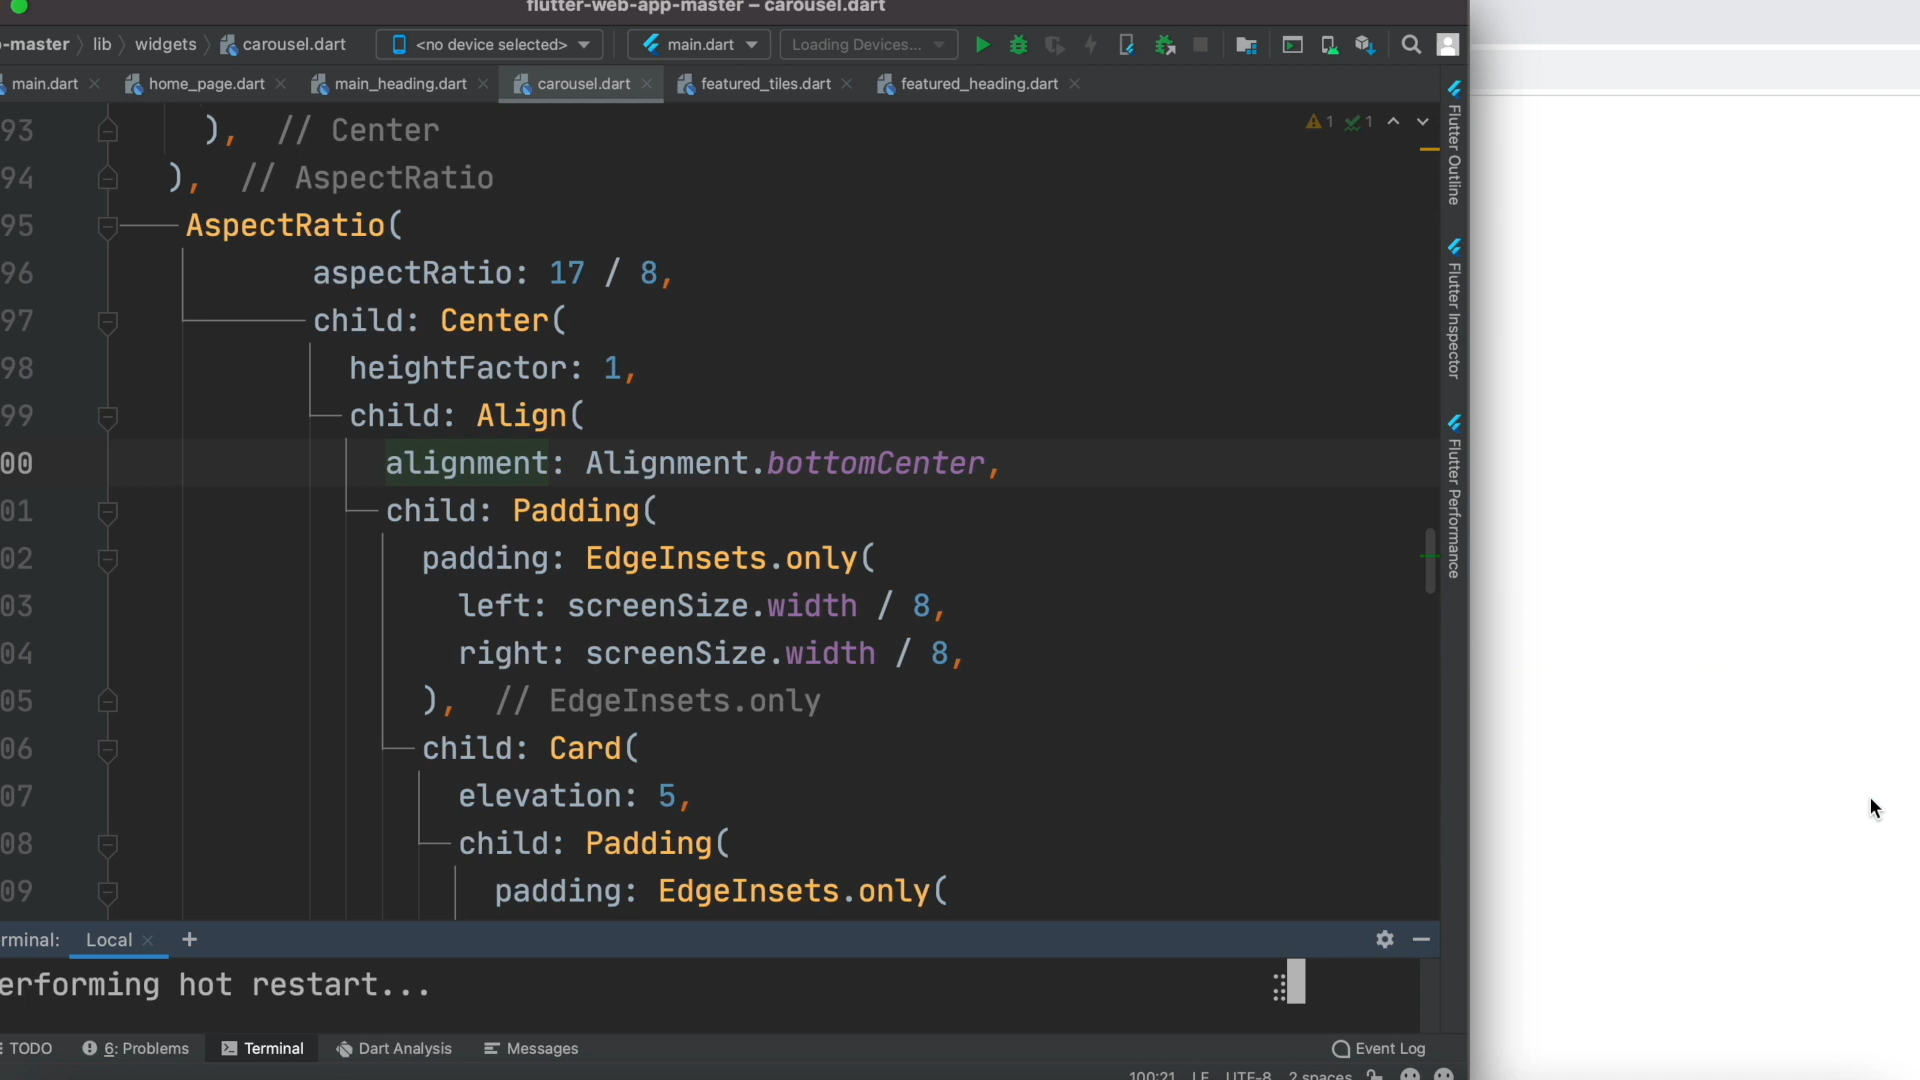 flutter-web-app-master – carousel.dart
-master lib widgets carousel.dart <no device selected> main.dart Loading Devices...
main.dart home_page.dart main_heading.dart carousel.dart featured_tiles.dart featured_heading.dart
93 ), // Center
1 1
94 ), // AspectRatio
95 AspectRatio(
96 aspectRatio: 17 / 8,
97 child: Center(
98 heightFactor: 1,
99 child: Align(
00 alignment: Alignment.bottomCenter,
01 child: Padding(
02 padding: EdgeInsets.only(
03 left: screenSize.width / 8,
04 right: screenSize.width / 8,
05 ), // EdgeInsets.only
06 child: Card(
07 elevation: 5,
08 child: Padding(
09 padding: EdgeInsets.only(
Flutter Outline
Flutter Inspector
Flutter Performance
rminal: Local +
erforming hot restart...
TODO 6: Problems Terminal Dart Analysis Messages Event Log
100:21 LF UTF-8 2 spaces